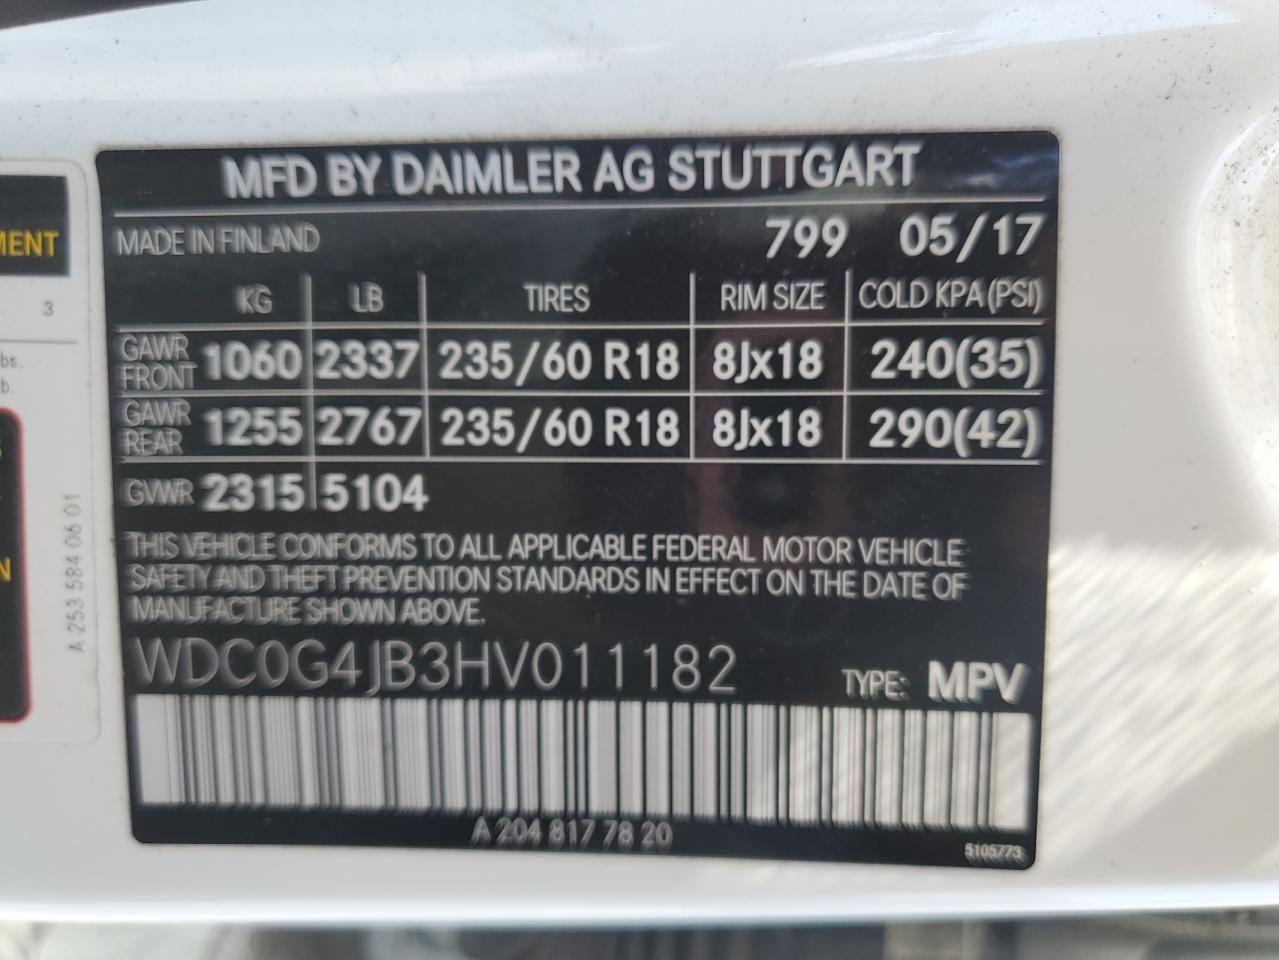 MFD BY DAIMLER AG STUTTGART
MADE IN FINLAND 799 05/17
KG LB TIRES RIM SIZE COLD KPA (PSI)
GAWR FRONT 1060 2337 235/60 R18 8Jx18 240(35)
GAWR REAR 1255 2767 235/60 R18 8Jx18 290(42)
GVWR 2315 5104
THIS VEHICLE CONFORMS TO ALL APPLICABLE FEDERAL MOTOR VEHICLE
SAFETY AND THEFT PREVENTION STANDARDS IN EFFECT ON THE DATE OF
MANUFACTURE SHOWN ABOVE.
WDC0G4JB3HV011182 TYPE: MPV
A 204 817 78 20
5105773
MENT
3
bs.
b.
N
A 253 584 06 01